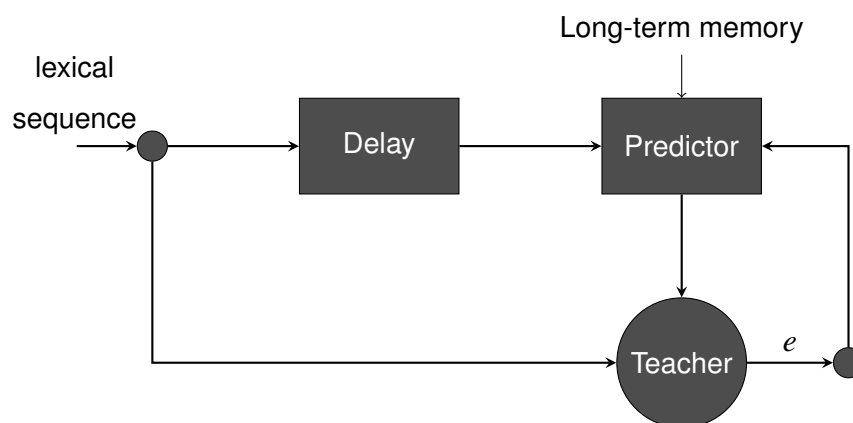 Long-term memory
lexical
sequence
Delay
Predictor
Teacher
e